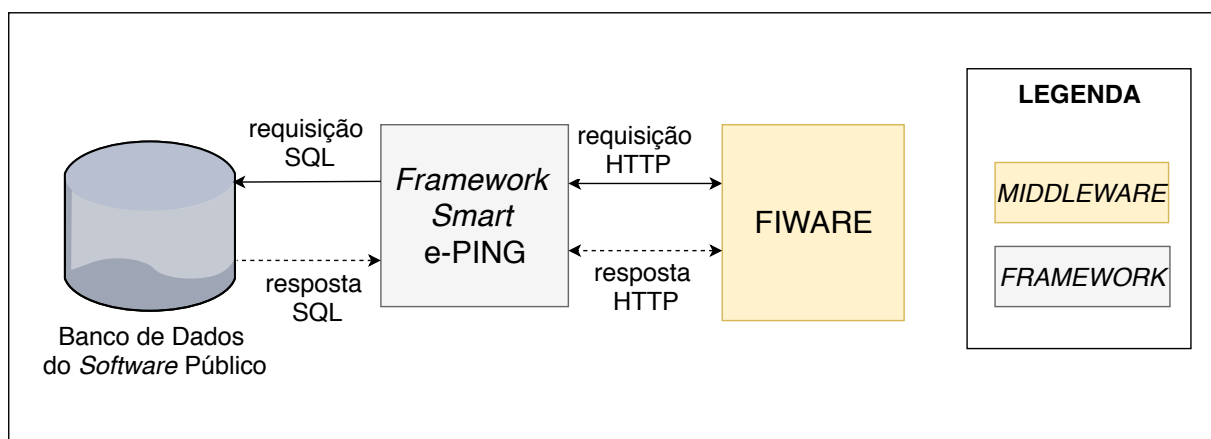 requisição
SQL
Framework
Smart
e-PING
requisição
HTTP
FIWARE
resposta
SQL
resposta
HTTP
Banco de Dados
do Software Público
LEGENDA
MIDDLEWARE
FRAMEWORK